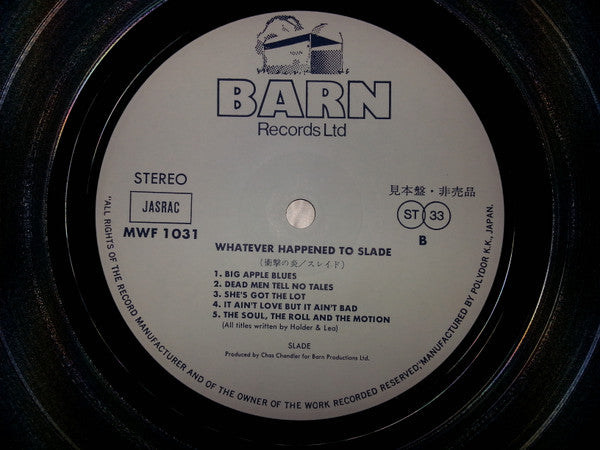 BARN
Records Ltd
STEREO
JASRAC
MWF 1031
見本盤・非売品
ST 33
B
WHATEVER HAPPENED TO SLADE
(衝撃の炎/スレイド)
1. BIG APPLE BLUES
2. DEAD MEN TELL NO TALES
3. SHE'S GOT THE LOT
4. IT AIN'T LOVE BUT IT AIN'T BAD
5. THE SOUL, THE ROLL AND THE MOTION
(All titles written by Holder & Lea)
SLADE
Produced by Chas Chandler for Barn Productions Ltd.
"ALL RIGHTS OF THE RECORD MANUFACTURER AND OF THE OWNER OF THE WORK RECORDED RESERVED," MANUFACTURED BY POLYDOR K.K., JAPAN.